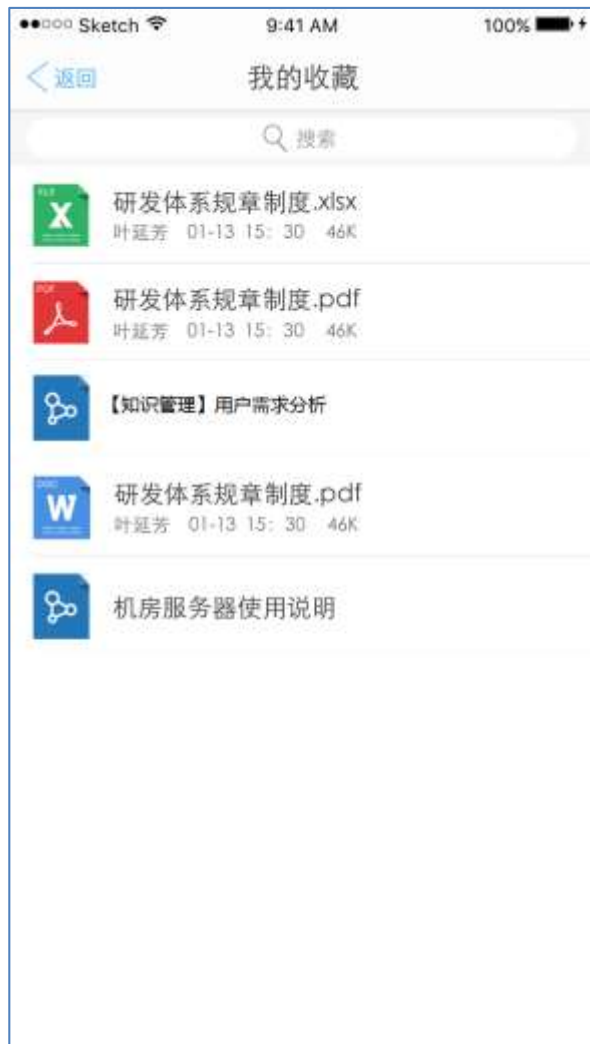 Sketch 9:41 AM 100%
返回 我的收藏
搜索
XLS
研发体系规章制度.xlsx
叶延芳 01-13 15: 30 46K
PDF
研发体系规章制度.pdf
叶延芳 01-13 15: 30 46K
【知识管理】用户需求分析
DOC
W
研发体系规章制度.pdf
叶延芳 01-13 15: 30 46K
机房服务器使用说明